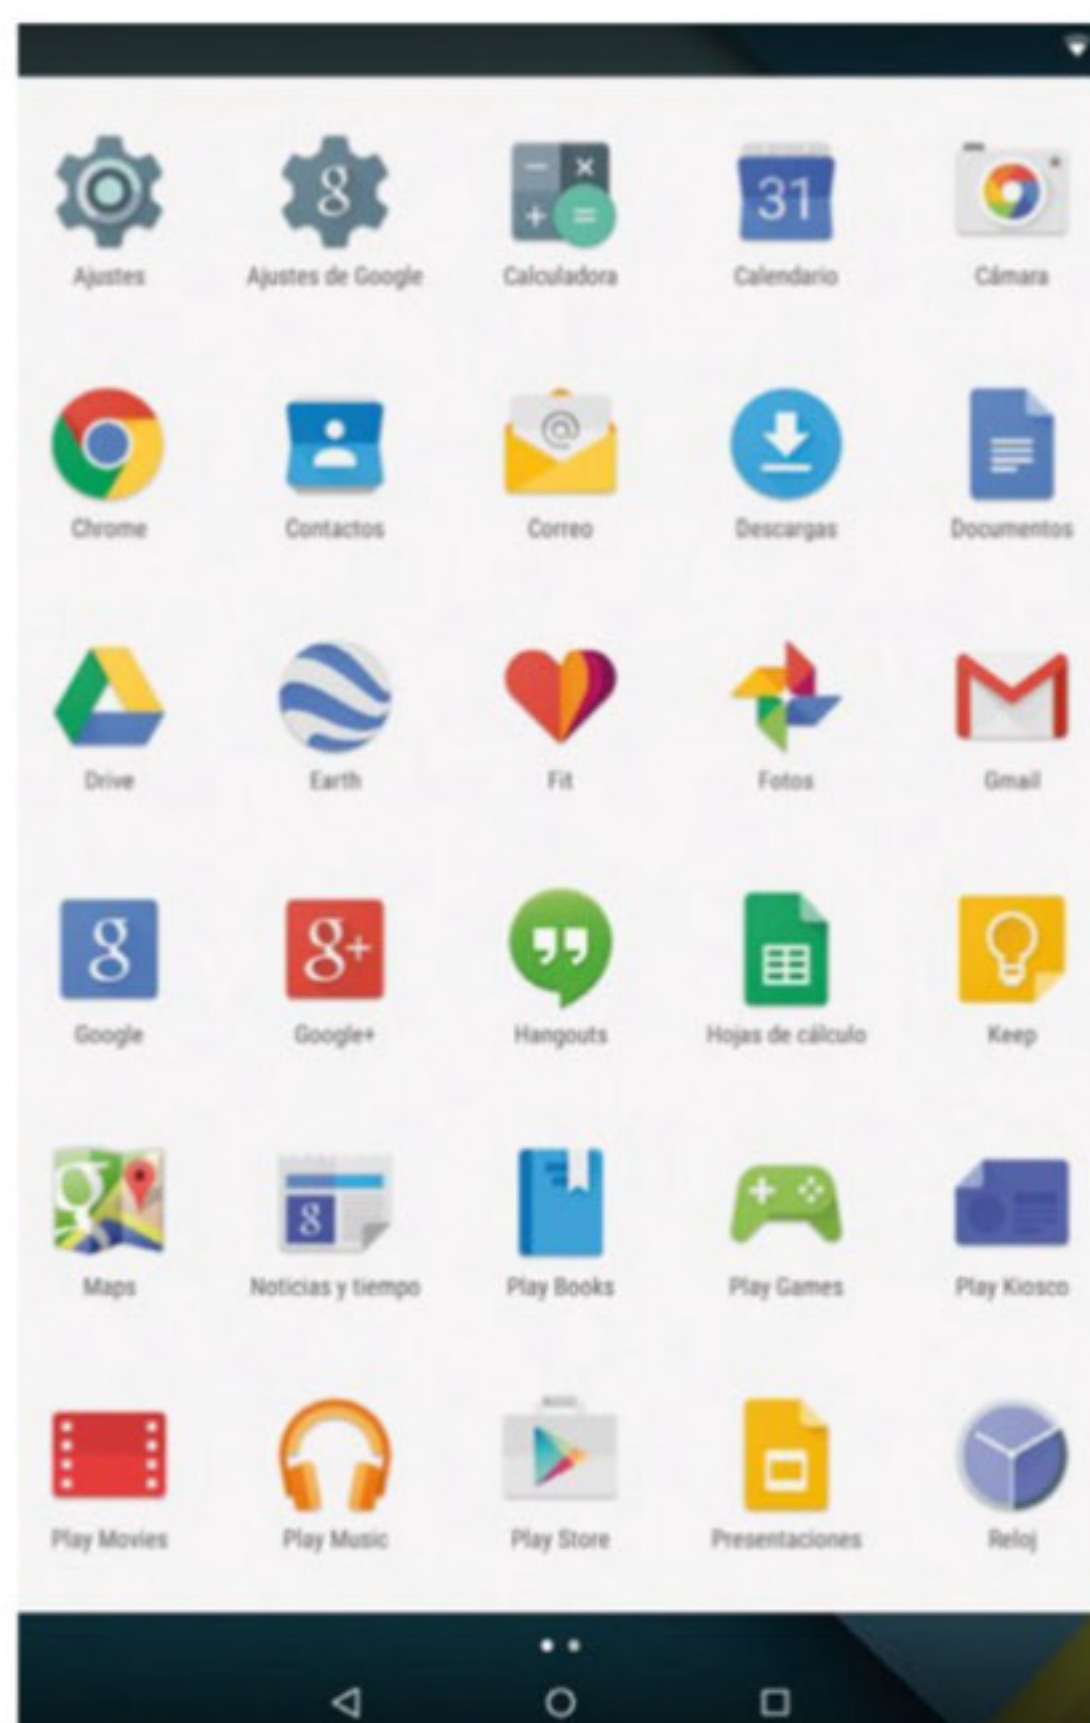 Ajustes Ajustes de Google Calculadora Calendario Cámara
31
Chrome Contactos Correo Descargas Documentos
Drive Earth Fit Fotos Gmail
Google Google+ Hangouts Hojas de cálculo Keep
Maps Noticias y tiempo Play Books Play Games Play Kiosco
Play Movies Play Music Play Store Presentaciones Reloj